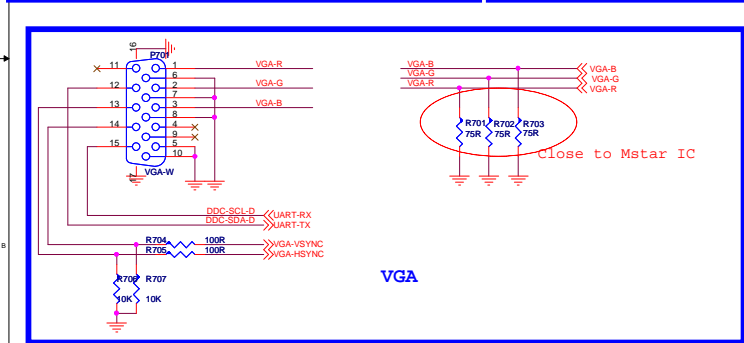 16
P701
11
1
VGA-R
6
12
2
VGA-G
7
13
3
VGA-B
8
14
4
9
15
5
10
17
VGA-W
VGA-B
VGA-G
VGA-R
VGA-B
VGA-G
VGA-R
R701
R702
R703
75R
75R
75R
Close to Mstar IC
DDC-SCL-D
UART-RX
DDC-SDA-D
UART-TX
R704
100R
VGA-VSYNC
R705
100R
VGA-HSYNC
R706
R707
10K
10K
VGA
B